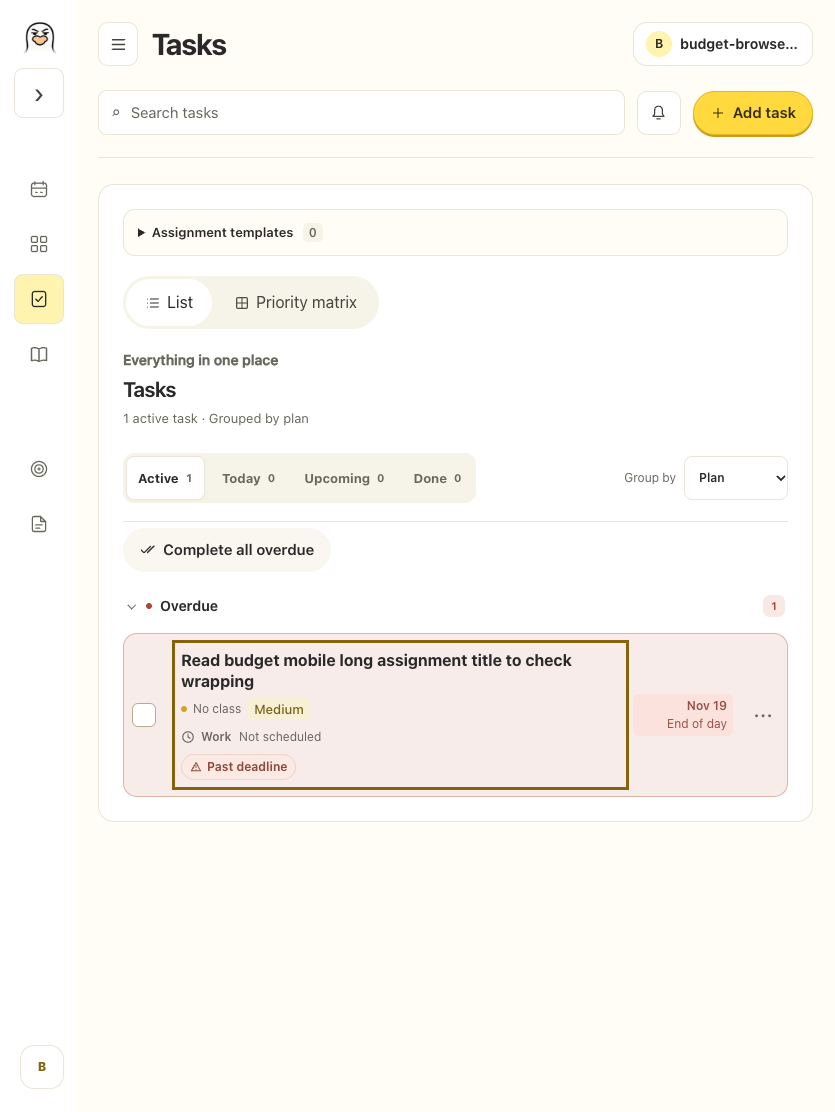 Tasks
B budget-browse...
Search tasks
+ Add task
Assignment templates 0
List
Priority matrix
Everything in one place
Tasks
1 active task · Grouped by plan
Active 1
Today 0
Upcoming 0
Done 0
Group by
Plan
Complete all overdue
Overdue
1
Read budget mobile long assignment title to check
wrapping
No class
Medium
Work Not scheduled
Past deadline
Nov 19
End of day
B